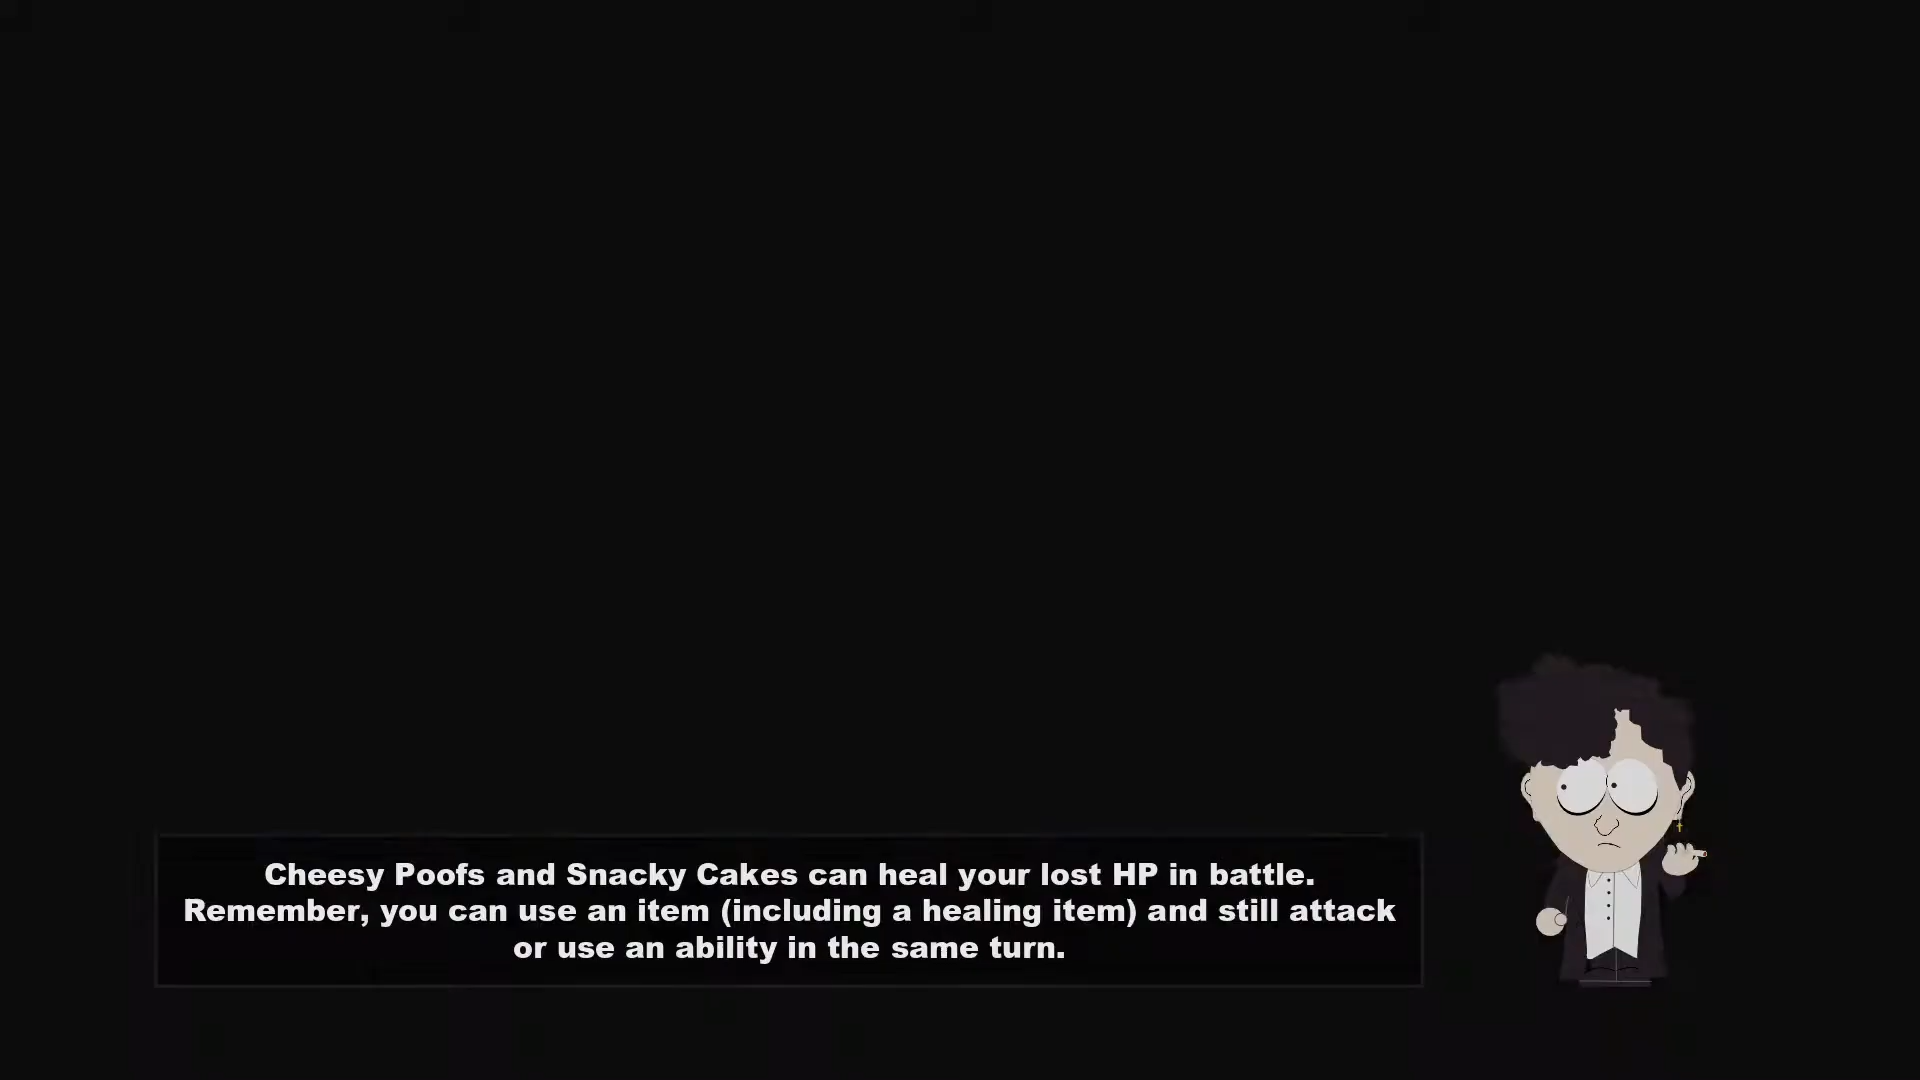 Cheesy Poofs and Snacky Cakes can heal your lost HP in battle.
Remember, you can use an item (including a healing item) and still attack
or use an ability in the same turn.